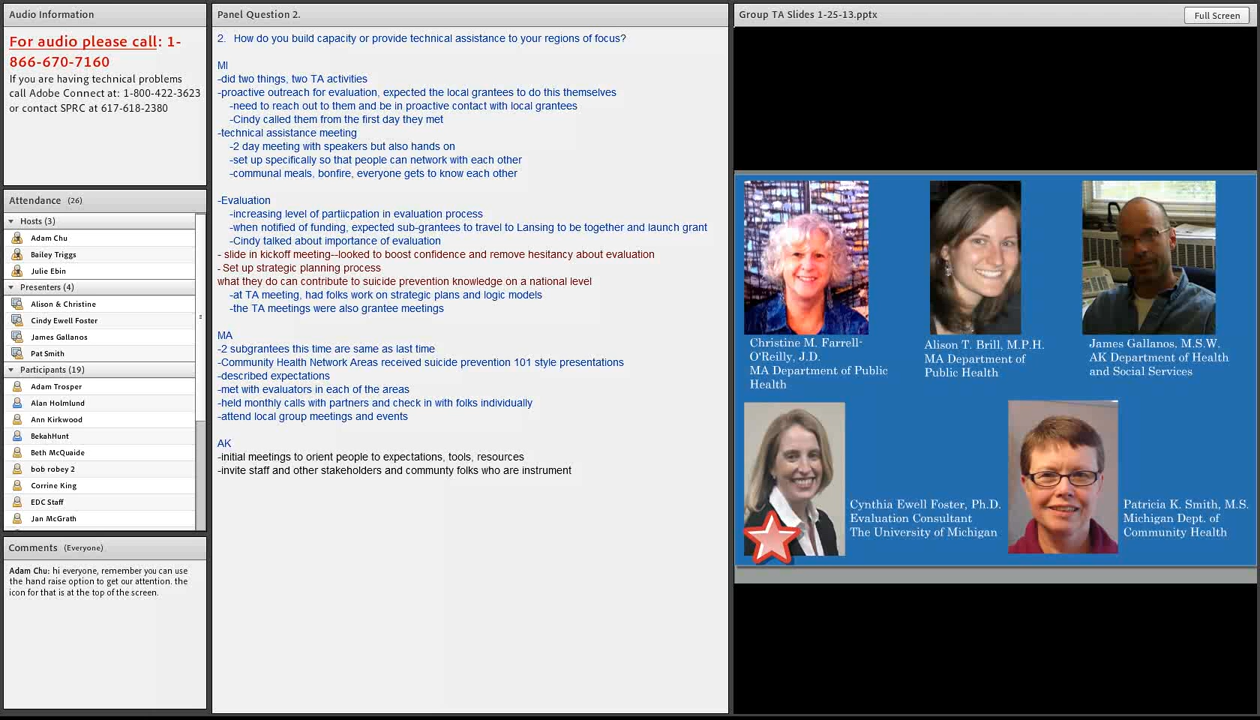 Audio Information
For audio please call: 1-
866-670-7160
If you are having technical problems
call Adobe Connect at: 1-800-422-3623
or contact SPRC at 617-618-2380
Attendance (26)
Hosts (3)
Adam Chu
Bailey Triggs
Julie Ebin
Presenters (4)
Alison & Christine
Cindy Ewell Foster
James Gallanos
Pat Smith
Participants (19)
Adam Trosper
Alan Holmlund
Ann Kirkwood
BekahHunt
Beth McQuaide
bob robey 2
Corrine King
EDC Staff
Jan McGrath
Comments (Everyone)
Adam Chu: hi everyone, remember you can use
the hand raise option to get our attention. the
icon for that is at the top of the screen.
Panel Question 2.
2. How do you build capacity or provide technical assistance to your regions of focus?
MI
-did two things, two TA activities
-proactive outreach for evaluation, expected the local grantees to do this themselves
-need to reach out to them and be in proactive contact with local grantees
-Cindy called them from the first day they met
-technical assistance meeting
-2 day meeting with speakers but also hands on
-set up specifically so that people can network with each other
-communal meals, bonfire, everyone gets to know each other
-Evaluation
-increasing level of partiicpation in evaluation process
-when notified of funding, expected sub-grantees to travel to Lansing to be together and launch grant
-Cindy talked about importance of evaluation
- slide in kickoff meeting--looked to boost confidence and remove hesitancy about evaluation
- Set up strategic planning process
what they do can contribute to suicide prevention knowledge on a national level
-at TA meeting, had folks work on strategic plans and logic models
-the TA meetings were also grantee meetings
MA
-2 subgrantees this time are same as last time
-Community Health Network Areas received suicide prevention 101 style presentations
-described expectations
-met with evaluators in each of the areas
-held monthly calls with partners and check in with folks individually
-attend local group meetings and events
AK
-initial meetings to orient people to expectations, tools, resources
-invite staff and other stakeholders and communty folks who are instrument
Group TA Slides 1-25-13.pptx
Full Screen
Christine M. Farrell-
O'Reilly, J.D.
MA Department of Public
Health
Alison T. Brill, M.P.H.
MA Department of
Public Health
James Gallanos, M.S.W.
AK Department of Health
and Social Services
Cynthia Ewell Foster, Ph.D.
Evaluation Consultant
The University of Michigan
Patricia K. Smith, M.S.
Michigan Dept. of
Community Health